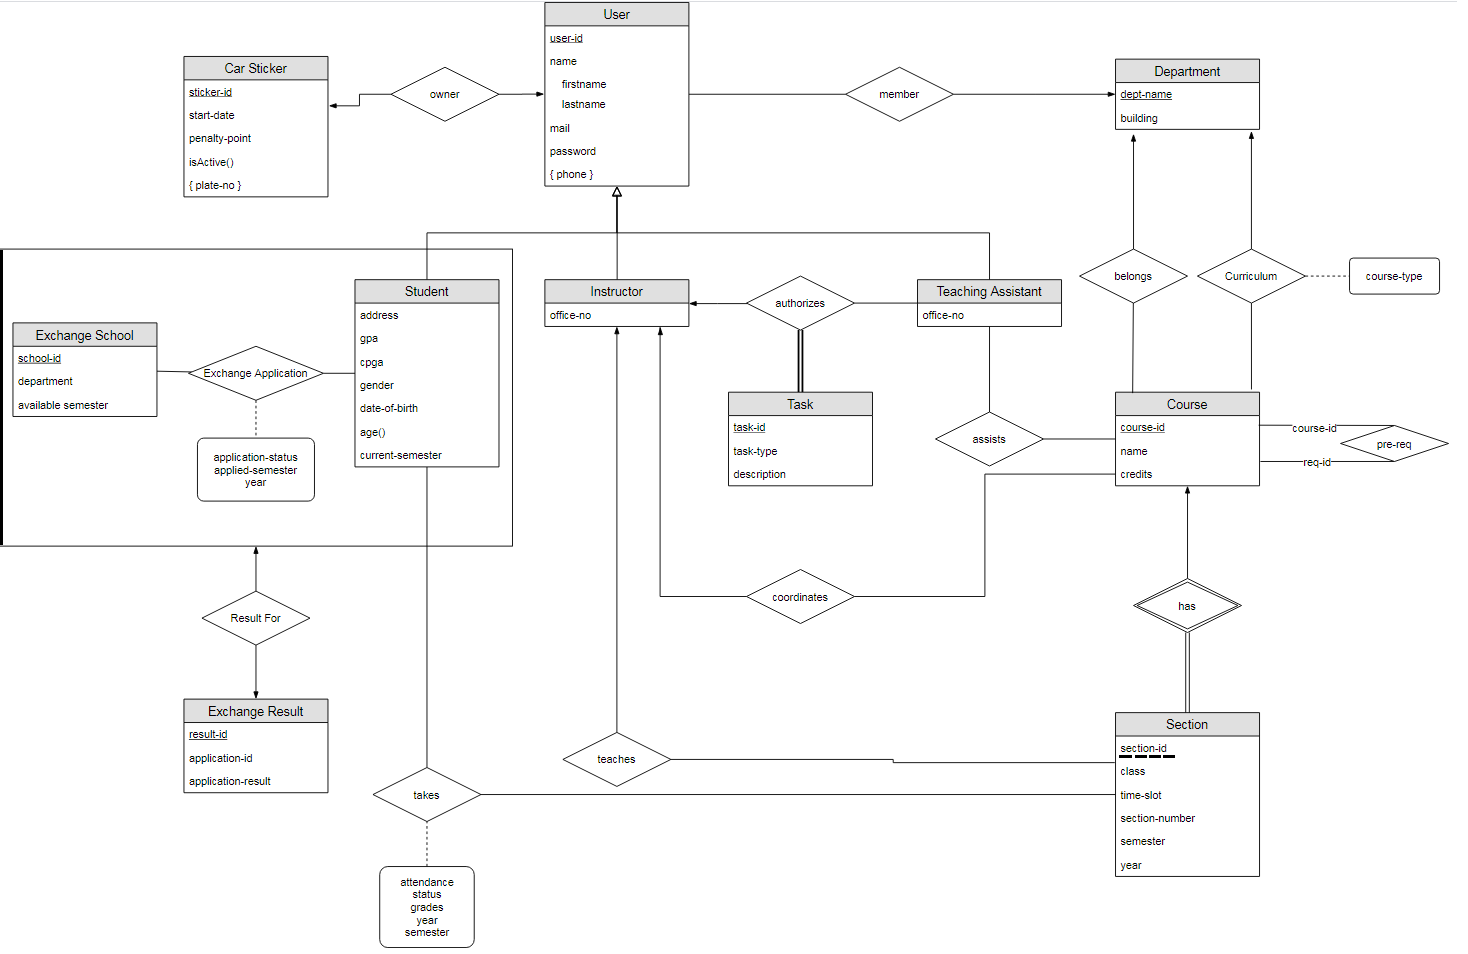 User
user-id
name
firstname
lastname
mail
password
{ phone }
Car Sticker
sticker-id
start-date
penalty-point
isActive()
{ plate-no }
owner
member
Department
dept-name
building
belongs
Curriculum
course-type
Student
address
gpa
cpga
gender
date-of-birth
age()
current-semester
Instructor
office-no
authorizes
Teaching Assistant
office-no
Exchange School
school-id
department
available semester
Exchange Application
application-status
applied-semester
year
Task
task-id
task-type
description
assists
Course
course-id
name
credits
course-id
pre-req
req-id
coordinates
has
Result For
Exchange Result
result-id
application-id
application-result
teaches
takes
Section
section-id
class
time-slot
section-number
semester
year
attendance
status
grades
year
semester